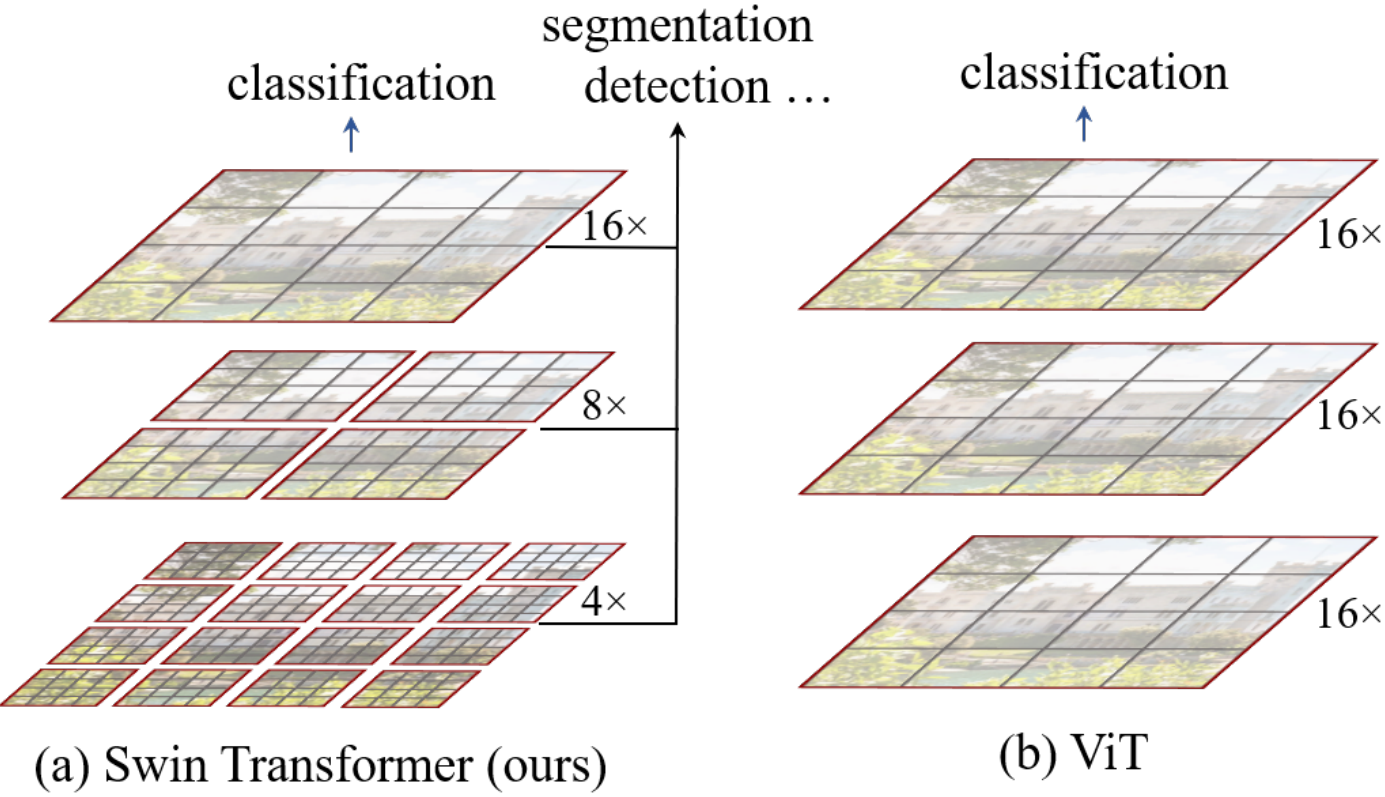 segmentation
classification
detection ...
16×
8×
4×
(a) Swin Transformer (ours)
classification
16×
16×
16×
(b) ViT